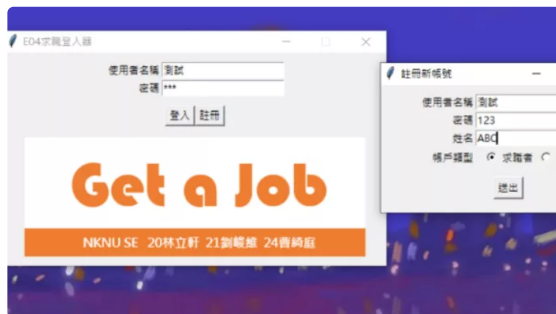 E04求職登入器
使用者名稱 測試
密碼 ***
登入 註冊
Get a Job
NKNU SE 20林立軒 21劉峻維 24曹綺庭
註冊新帳號
使用者名稱 測試
密碼 123
姓名 ABC
帳戶類型 求職者
送出